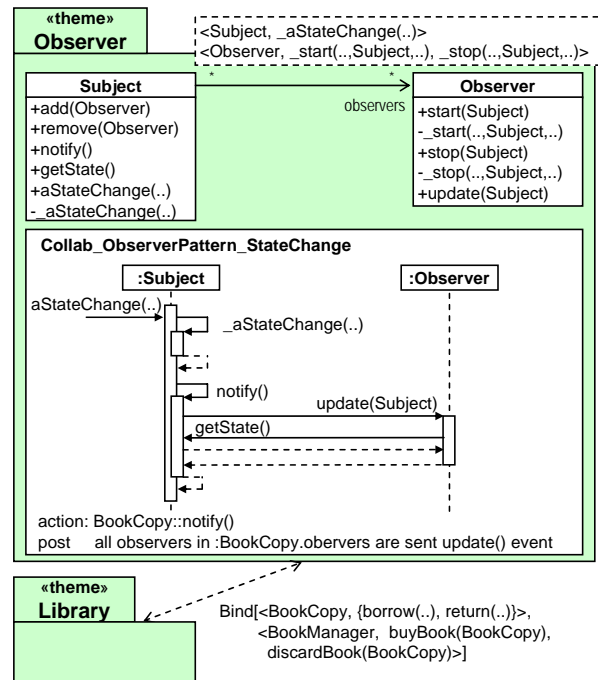 «theme»
Observer
<Subject, _aStateChange(..)>
<Observer, _start(..,Subject,..), _stop(..,Subject,..)>
Subject
+add(Observer)
+remove(Observer)
+notify()
+getState()
+aStateChange(..)
-_aStateChange(..)
* *
observers
Observer
+start(Subject)
-_start(..,Subject,..)
+stop(Subject)
-_stop(..,Subject,..)
+update(Subject)
Collab_ObserverPattern_StateChange
:Subject :Observer
aStateChange(..)
_aStateChange(..)
notify()
update(Subject)
getState()
action: BookCopy::notify()
post all observers in :BookCopy.obervers are sent update() event
«theme»
Library
Bind[<BookCopy, {borrow(..), return(..)}>,
<BookManager, buyBook(BookCopy),
discardBook(BookCopy)>]